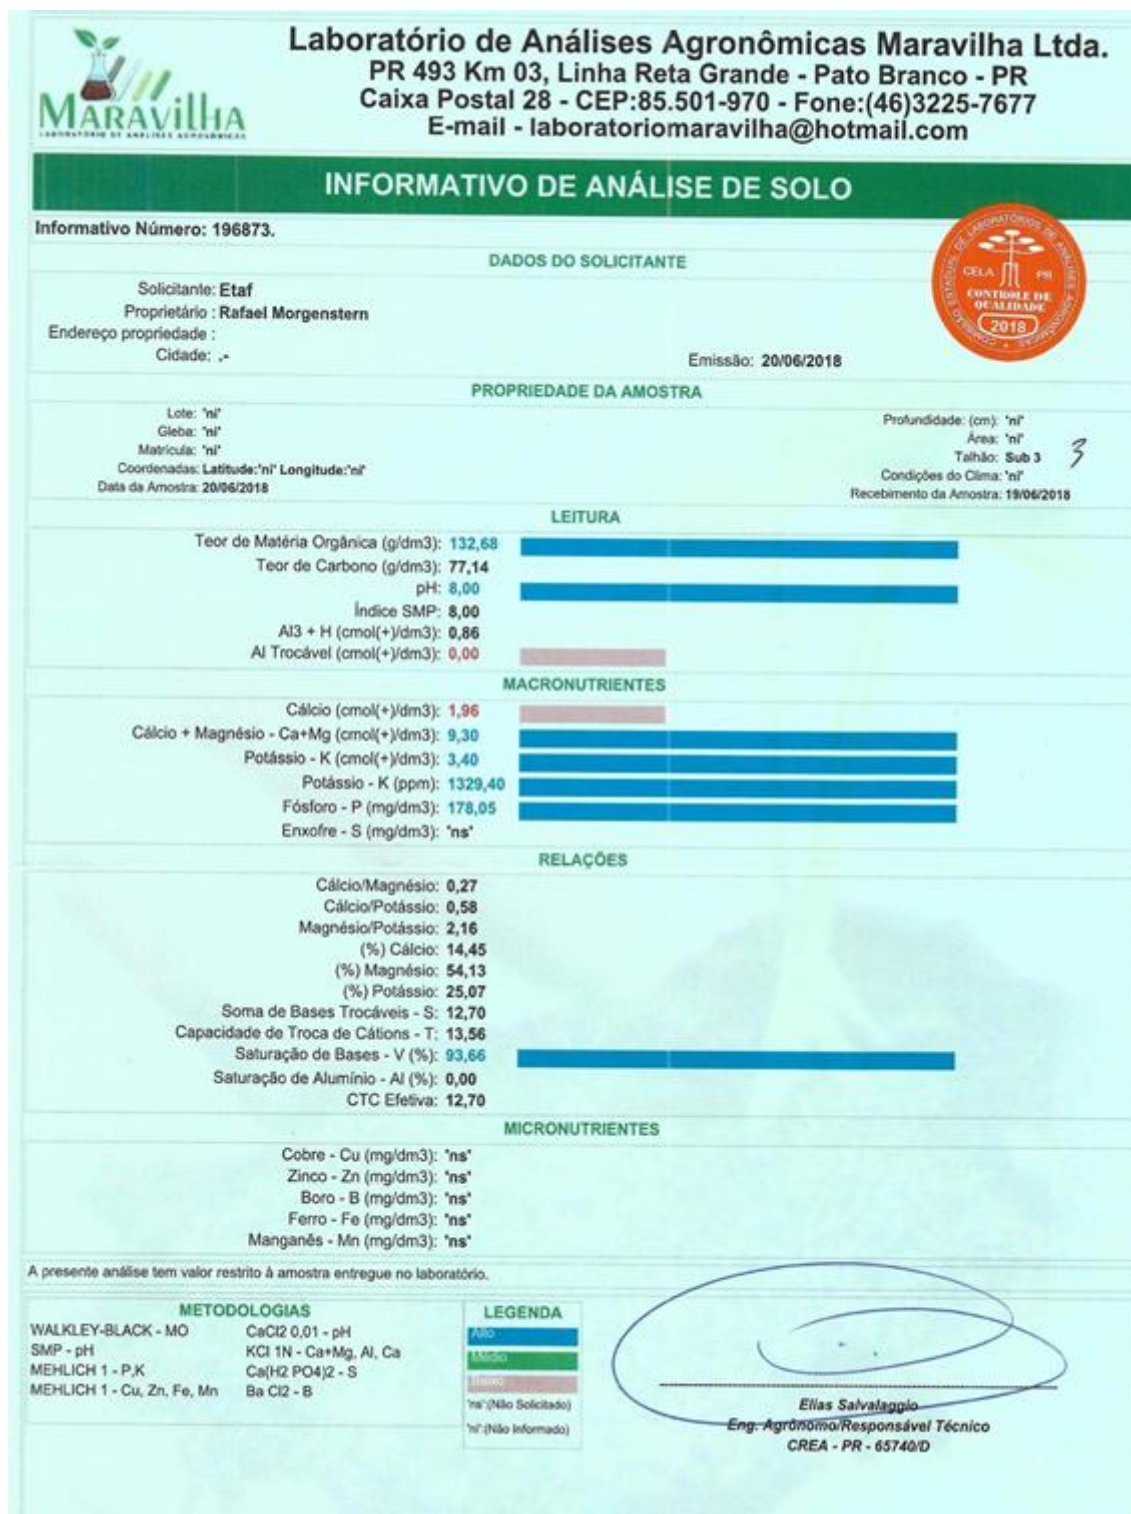 MARAVILHA
LABORATÓRIO DE ANÁLISES AGRONÔMICAS
Laboratório de Análises Agronômicas Maravilha Ltda.
PR 493 Km 03, Linha Reta Grande - Pato Branco - PR
Caixa Postal 28 - CEP:85.501-970 - Fone:(46)3225-7677
E-mail - laboratoriomaravilha@hotmail.com
INFORMATIVO DE ANÁLISE DE SOLO
Informativo Número: 196873.
COMISSÃO ESTADUAL DE LABORATÓRIOS DE ANÁLISES AGRONÔMICAS
CELA PR
CONTROLE DE
QUALIDADE
2018
DADOS DO SOLICITANTE
Solicitante: Etaf
Proprietário : Rafael Morgenstern
Endereço propriedade :
Cidade: .-
Emissão: 20/06/2018
PROPRIEDADE DA AMOSTRA
Lote: 'ni'
Gleba: 'ni'
Matrícula: 'ni'
Coordenadas: Latitude:'ni' Longitude:'ni'
Data da Amostra: 20/06/2018
Profundidade: (cm): 'ni'
Área: 'ni'
Talhão: Sub 3
3
Condições do Clima: 'ni'
Recebimento da Amostra: 19/06/2018
LEITURA
Teor de Matéria Orgânica (g/dm3): 132,68
Teor de Carbono (g/dm3): 77,14
pH: 8,00
Índice SMP: 8,00
Al3 + H (cmol(+)/dm3): 0,86
Al Trocável (cmol(+)/dm3): 0,00
MACRONUTRIENTES
Cálcio (cmol(+)/dm3): 1,96
Cálcio + Magnésio - Ca+Mg (cmol(+)/dm3): 9,30
Potássio - K (cmol(+)/dm3): 3,40
Potássio - K (ppm): 1329,40
Fósforo - P (mg/dm3): 178,05
Enxofre - S (mg/dm3): 'ns'
RELAÇÕES
Cálcio/Magnésio: 0,27
Cálcio/Potássio: 0,58
Magnésio/Potássio: 2,16
(%) Cálcio: 14,45
(%) Magnésio: 54,13
(%) Potássio: 25,07
Soma de Bases Trocáveis - S: 12,70
Capacidade de Troca de Cátions - T: 13,56
Saturação de Bases - V (%): 93,66
Saturação de Alumínio - Al (%): 0,00
CTC Efetiva: 12,70
MICRONUTRIENTES
Cobre - Cu (mg/dm3): 'ns'
Zinco - Zn (mg/dm3): 'ns'
Boro - B (mg/dm3): 'ns'
Ferro - Fe (mg/dm3): 'ns'
Manganês - Mn (mg/dm3): 'ns'
A presente análise tem valor restrito à amostra entregue no laboratório.
METODOLOGIAS
WALKLEY-BLACK - MO CaCl2 0,01 - pH
SMP - pH KCl 1N - Ca+Mg, Al, Ca
MEHLICH 1 - P,K Ca(H2 PO4)2 - S
MEHLICH 1 - Cu, Zn, Fe, Mn Ba Cl2 - B
LEGENDA
Alto
Médio
Baixo
'ns':(Não Solicitado)
'ni':(Não Informado)
Elias Salvalaggio
Eng. Agrônomo/Responsável Técnico
CREA - PR - 65740/D